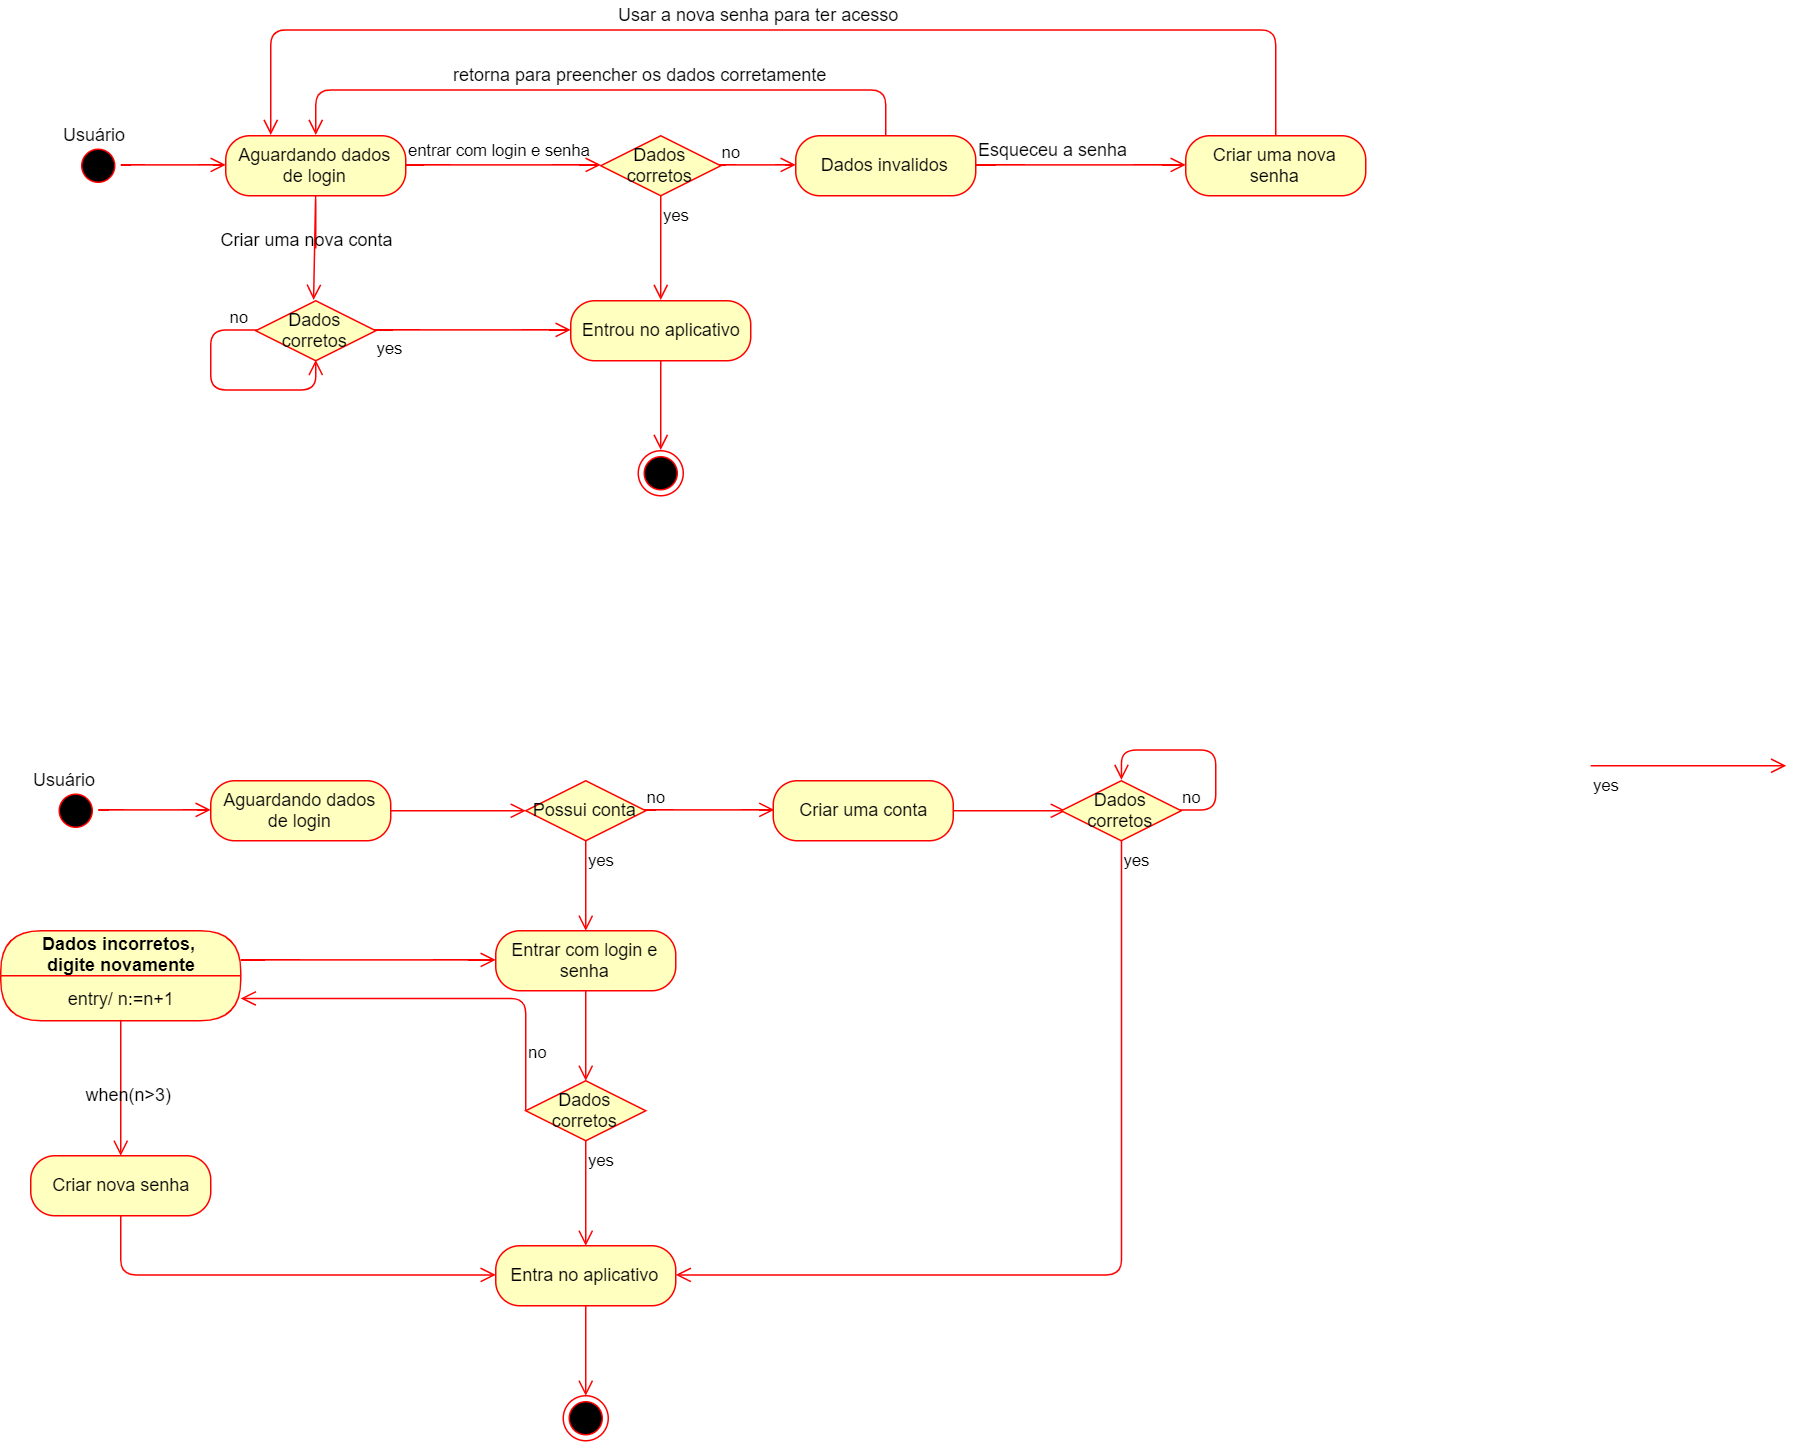 Usar a nova senha para ter acesso
retorna para preencher os dados corretamente
Usuário
Aguardando dados
de login
entrar com login e senha
Dados
corretos
no
Dados invalidos
Esqueceu a senha
Criar uma nova
senha
yes
Criar uma nova conta
no
Dados
corretos
yes
Entrou no aplicativo
Usuário
Aguardando dados
de login
Possui conta
no
Criar uma conta
Dados
corretos
no
yes
yes
yes
Dados incorretos,
digite novamente
entry/ n:=n+1
Entrar com login e
senha
no
when(n>3)
Dados
corretos
yes
Criar nova senha
Entra no aplicativo